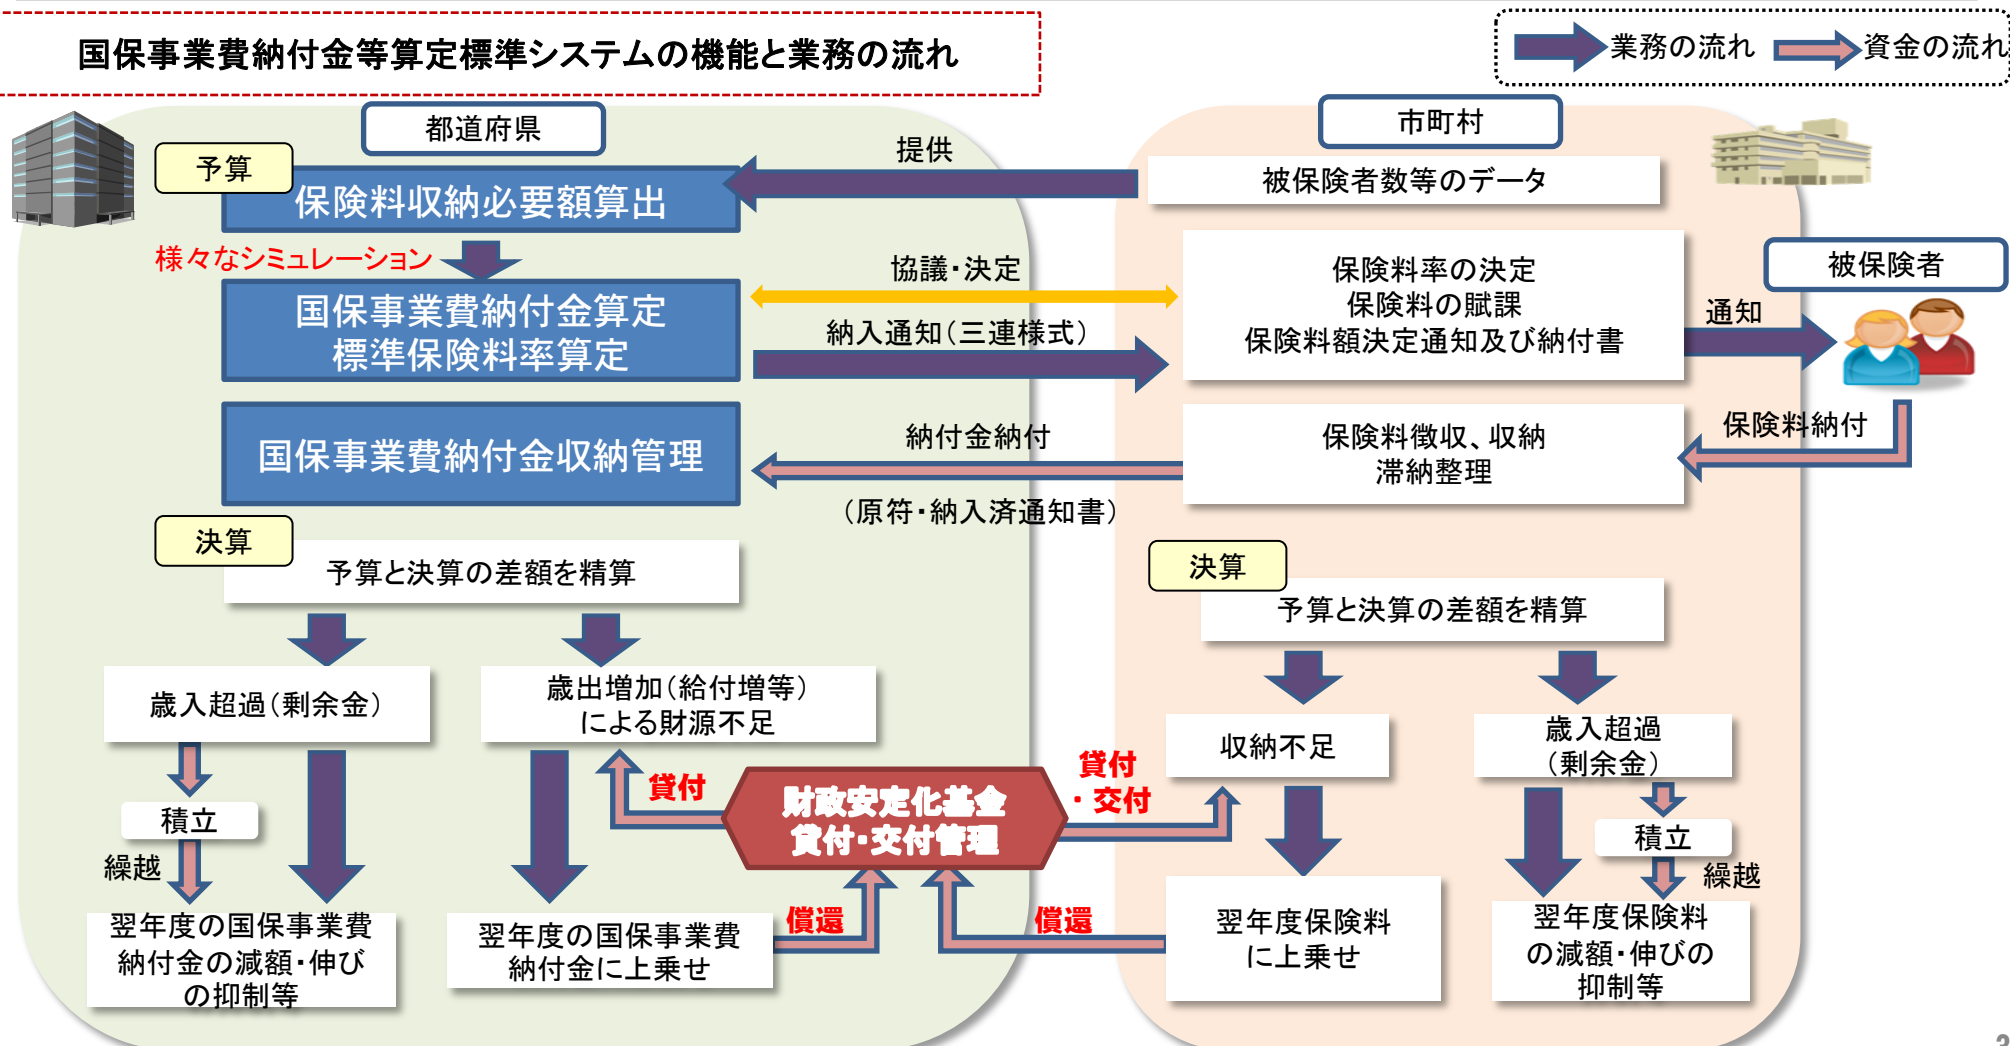 国保事業費納付金等算定標準システムの機能と業務の流れ
業務の流れ
資金の流れ
都道府県
市町村
予算
保険料収納必要額算出
提供
被保険者数等のデータ
様々なシミュレーション
国保事業費納付金算定
標準保険料率算定
協議・決定
納入通知(三連様式)
保険料率の決定
保険料の賦課
保険料額決定通知及び納付書
通知
被保険者
国保事業費納付金収納管理
納付金納付
(原符・納入済通知書)
保険料徴収、収納
滞納整理
保険料納付
決算
予算と決算の差額を精算
決算
予算と決算の差額を精算
歳入超過(剰余金)
歳出増加(給付増等)
による財源不足
収納不足
歳入超過
(剰余金)
貸付
財政安定化基金
貸付・交付管理
貸付
・交付
積立
繰越
積立
繰越
翌年度の国保事業費
納付金の減額・伸び
の抑制等
翌年度の国保事業費
納付金に上乗せ
償還
償還
翌年度保険料
に上乗せ
翌年度保険料
の減額・伸びの
抑制等
3